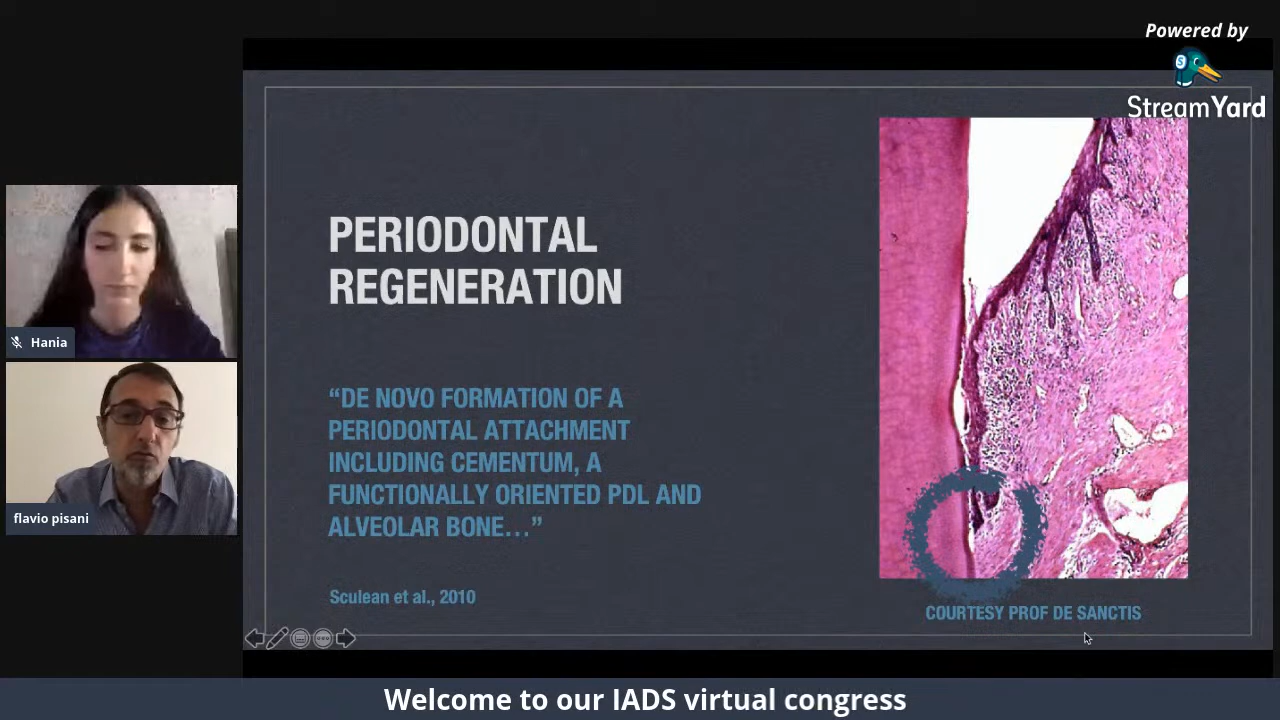 Powered by
StreamYard
PERIODONTAL
REGENERATION
“DE NOVO FORMATION OF A
PERIODONTAL ATTACHMENT
INCLUDING CEMENTUM, A
FUNCTIONALLY ORIENTED PDL AND
ALVEOLAR BONE...”
Sculean et al., 2010
COURTESY PROF DE SANCTIS
Hania
flavio pisani
Welcome to our IADS virtual congress